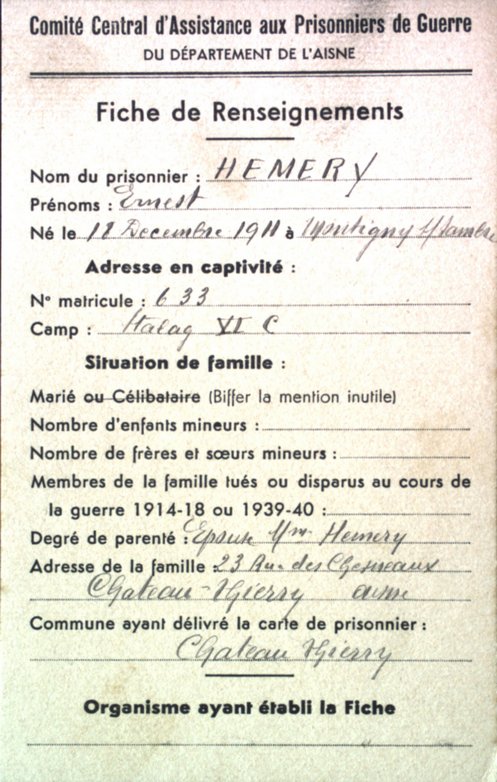 Comité Central d'Assistance aux Prisonniers de Guerre
DU DÉPARTEMENT DE L'AISNE
Fiche de Renseignements
Nom du prisonnier : HEMERY
Prénoms : Ernest
Né le 18 Decembre 1911 à Montigny S/Sambre
Adresse en captivité :
N° matricule : 633
Camp : Stalag XI C
Situation de famille :
Marié ou Célibataire (Biffer la mention inutile)
Nombre d'enfants mineurs :
Nombre de frères et sœurs mineurs :
Membres de la famille tués ou disparus au cours de
la guerre 1914-18 ou 1939-40 :
Degré de parenté : Epouse Mme Hemery
Adresse de la famille : 23 Rue des Chesneaux
Chateau-Thierry aisne
Commune ayant délivré la carte de prisonnier :
Chateau Thierry
Organisme ayant établi la Fiche